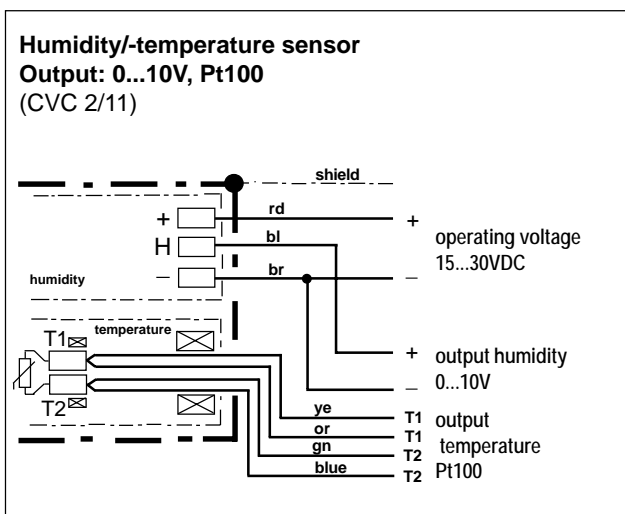 Humidity/-temperature sensor
Output: 0...10V, Pt100
(CVC 2/11)
shield
+ rd +
H bl
operating voltage
15...30VDC
– br –
humidity
temperature
T1
T2
+ output humidity
– 0...10V
ye T1 output
or T1
temperature
gn T2
blue T2 Pt100